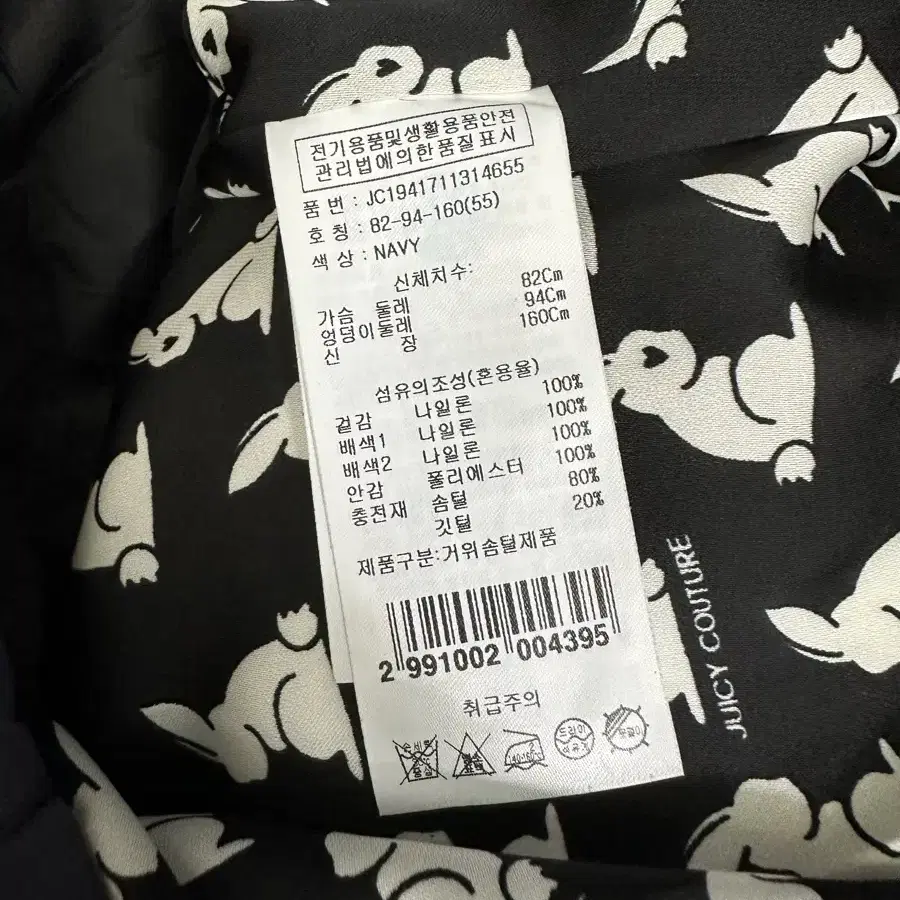 전기용품및생활용품안전
관리법에의한품질표시
품 번 : JC1941711314655
호 칭 : 82-94-160(55)
색 상 : NAVY
신체치수:
가슴 둘레 82Cm
엉덩이둘레 94Cm
신 장 160Cm
섬유의조성(혼용율)
겉감 나일론 100%
배색1 나일론 100%
배색2 나일론 100%
안감 폴리에스터 100%
충전재 솜털 80%
깃털 20%
제품구분:거위솜털제품
2 991002 004395
취급주의
드라이
석유계
JUICY COUTURE